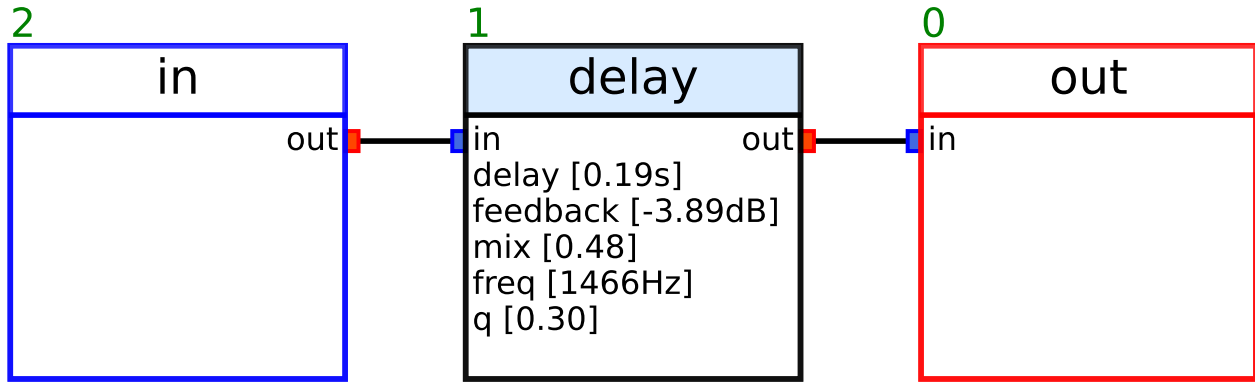 2
in
out
1
delay
in
out
delay [0.19s]
feedback [-3.89dB]
mix [0.48]
freq [1466Hz]
q [0.30]
0
out
in